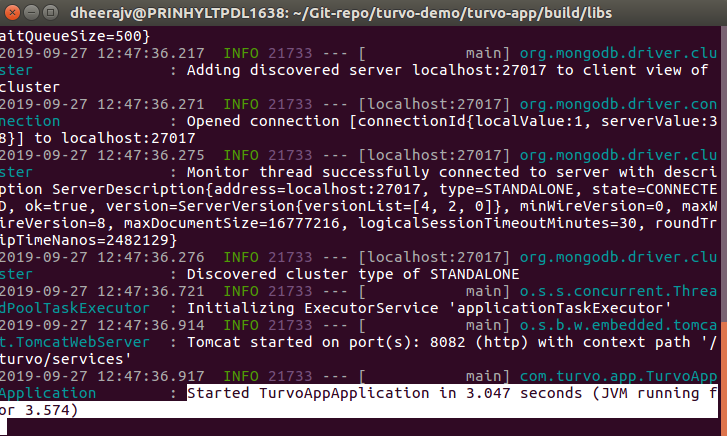 dheerajv@PRINHYLTPDL1638: ~/Git-repo/turvo-demo/turvo-app/build/libs
aitQueueSize=500}
2019-09-27 12:47:36.217  INFO 21733 --- [           main] org.mongodb.driver.clu
ster                  : Adding discovered server localhost:27017 to client view of
cluster
2019-09-27 12:47:36.271  INFO 21733 --- [localhost:27017] org.mongodb.driver.con
nection               : Opened connection [connectionId{localValue:1, serverValue:3
8}] to localhost:27017
2019-09-27 12:47:36.275  INFO 21733 --- [localhost:27017] org.mongodb.driver.clu
ster                  : Monitor thread successfully connected to server with descri
ption ServerDescription{address=localhost:27017, type=STANDALONE, state=CONNECTE
D, ok=true, version=ServerVersion{versionList=[4, 2, 0]}, minWireVersion=0, maxW
ireVersion=8, maxDocumentSize=16777216, logicalSessionTimeoutMinutes=30, roundTr
ipTimeNanos=2482129}
2019-09-27 12:47:36.276  INFO 21733 --- [localhost:27017] org.mongodb.driver.clu
ster                  : Discovered cluster type of STANDALONE
2019-09-27 12:47:36.721  INFO 21733 --- [           main] o.s.s.concurrent.Threa
dPoolTaskExecutor  : Initializing ExecutorService 'applicationTaskExecutor'
2019-09-27 12:47:36.914  INFO 21733 --- [           main] o.s.b.w.embedded.tomca
t.TomcatWebServer  : Tomcat started on port(s): 8082 (http) with context path '/
turvo/services'
2019-09-27 12:47:36.917  INFO 21733 --- [           main] com.turvo.app.TurvoApp
Application           : Started TurvoAppApplication in 3.047 seconds (JVM running f
or 3.574)